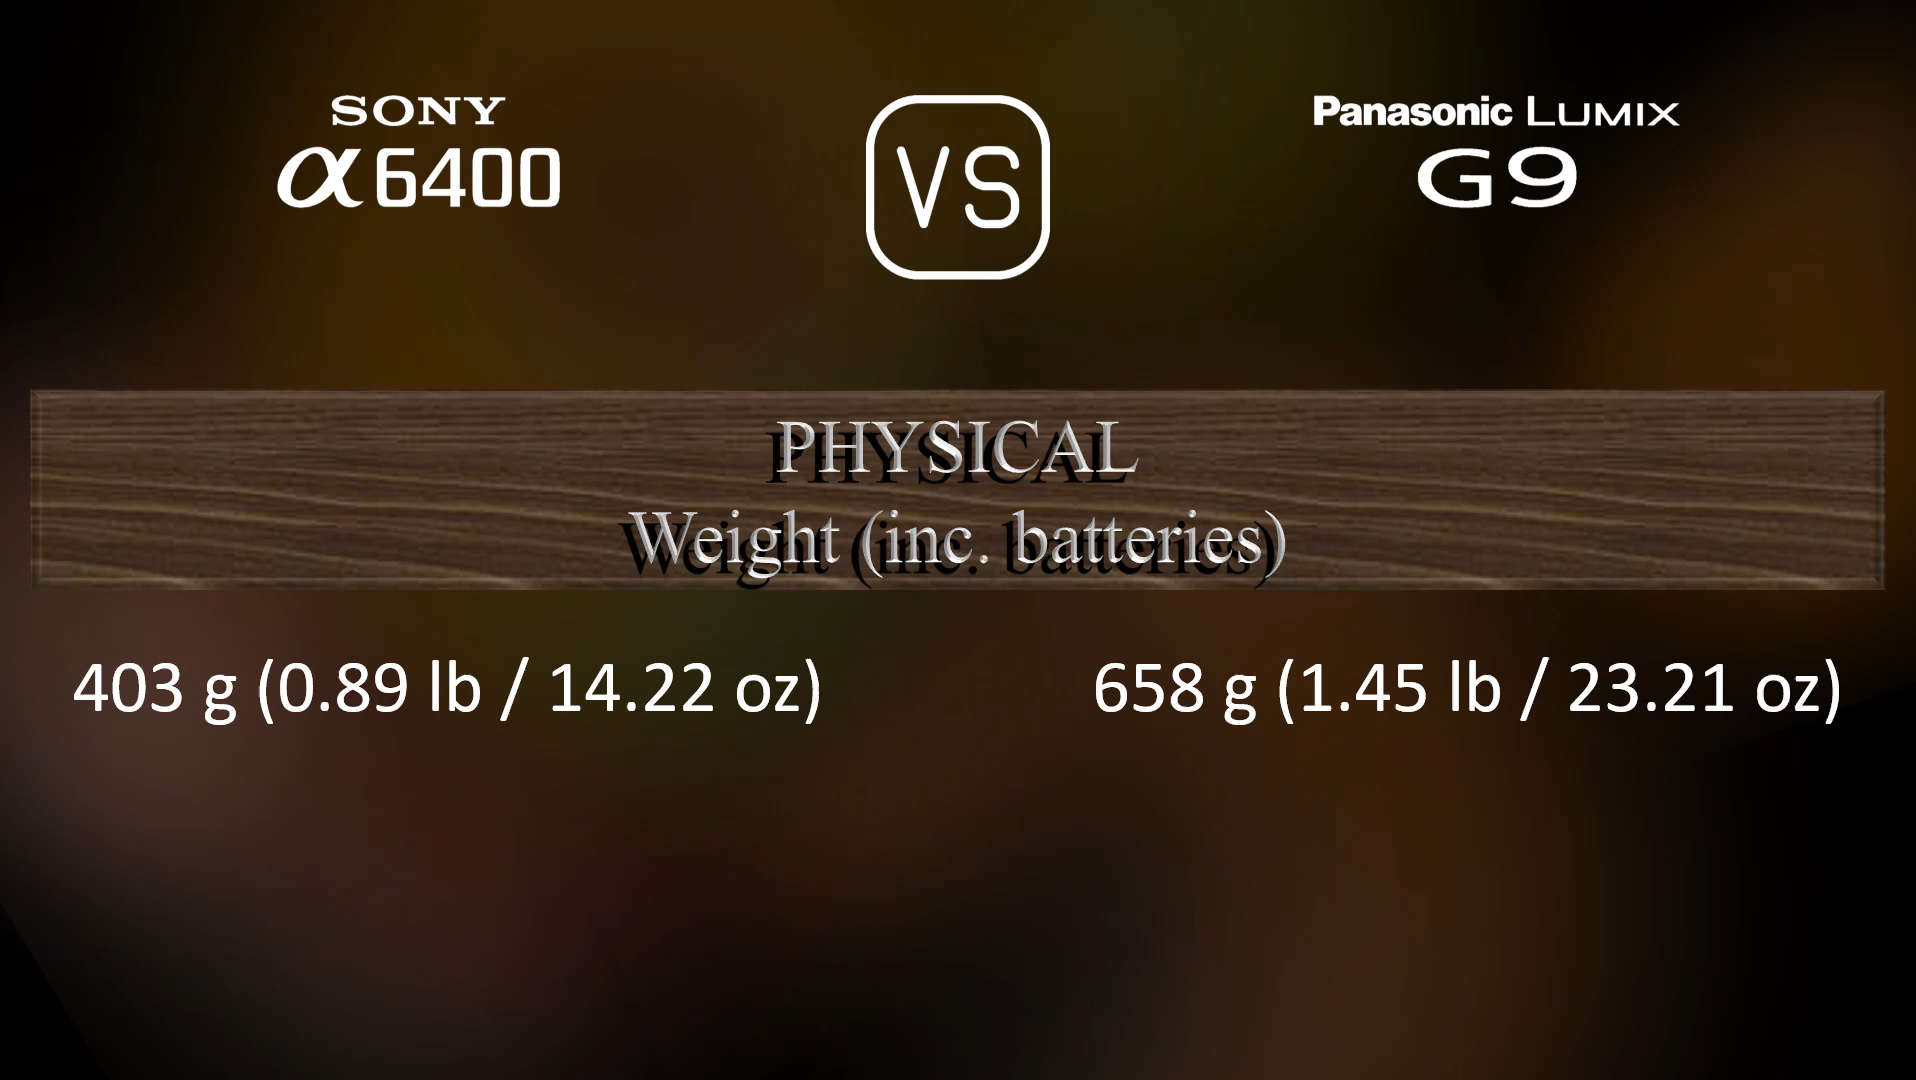 SONY
α6400
VS
Panasonic LUMIX
G9
PHYSICAL
Weight (inc. batteries)
403 g (0.89 lb / 14.22 oz)
658 g (1.45 lb / 23.21 oz)